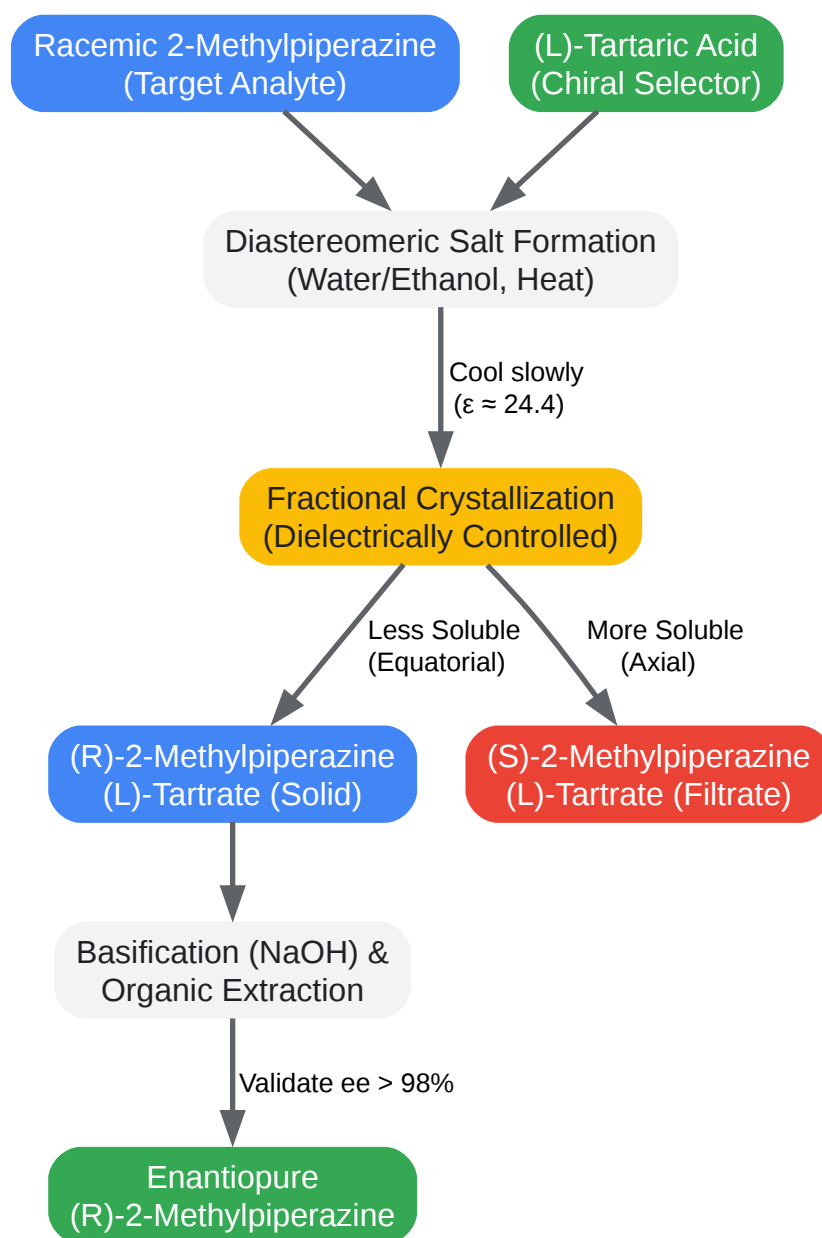 Racemic 2-Methylpiperazine
(Target Analyte)
(L)-Tartaric Acid
(Chiral Selector)
Diastereomeric Salt Formation
(Water/Ethanol, Heat)
Cool slowly
(ε ≈ 24.4)
Fractional Crystallization
(Dielectrically Controlled)
Less Soluble
(Equatorial)
More Soluble
(Axial)
(R)-2-Methylpiperazine
(L)-Tartrate (Solid)
(S)-2-Methylpiperazine
(L)-Tartrate (Filtrate)
Basification (NaOH) &
Organic Extraction
Validate ee > 98%
Enantiopure
(R)-2-Methylpiperazine